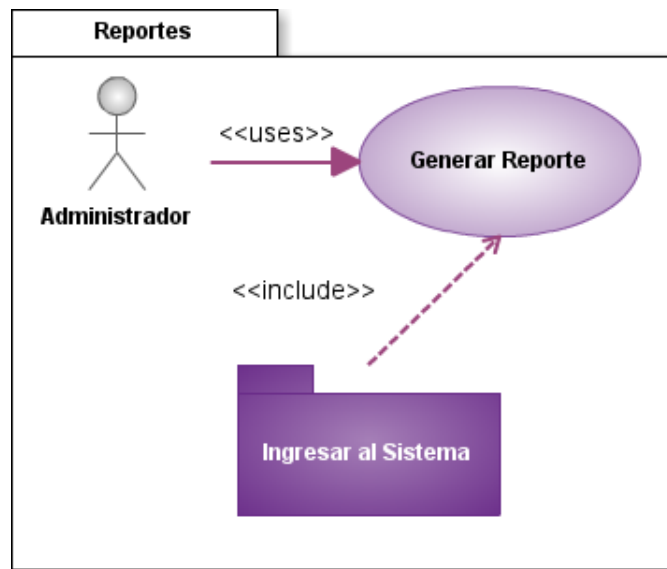 Reportes
<<uses>>
Generar Reporte
Administrador
<<include>>
Ingresar al Sistema